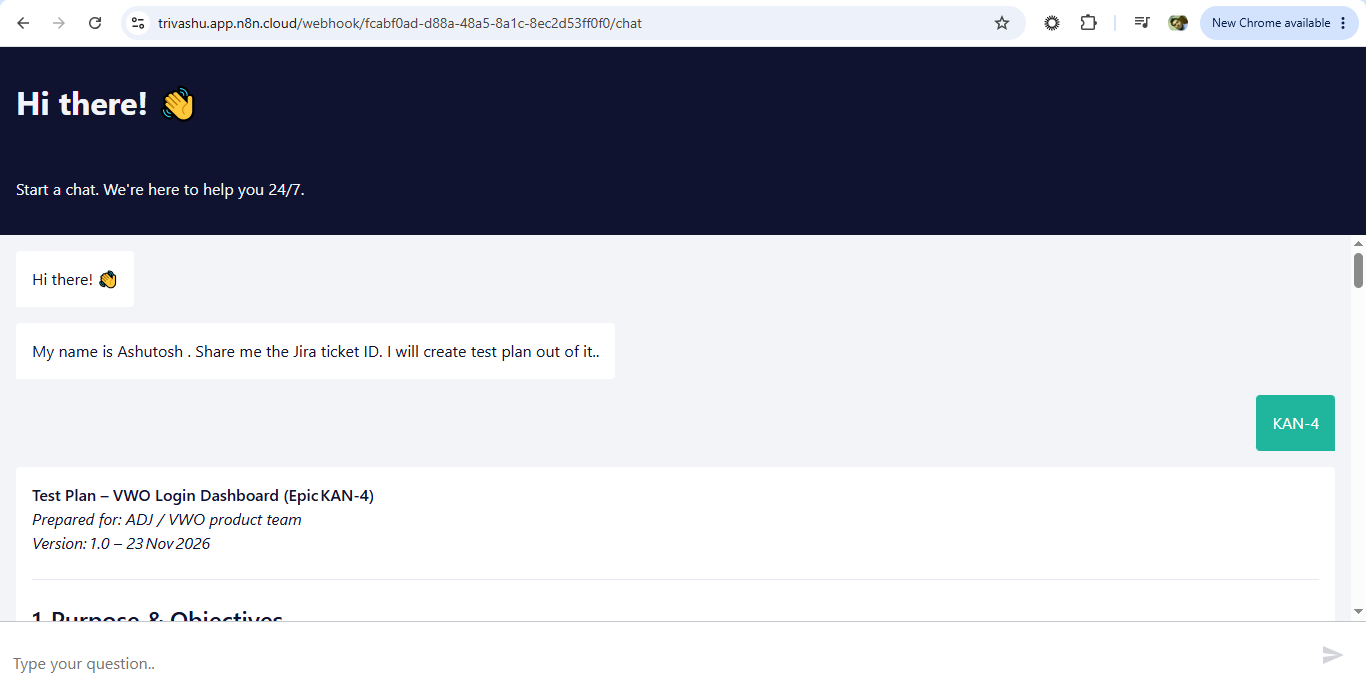 trivashu.app.n8n.cloud/webhook/fcabf0ad-d88a-48a5-8a1c-8ec2d53ff0f0/chat
New Chrome available
Hi there! 👋
Start a chat. We're here to help you 24/7.
Hi there! 👋
My name is Ashutosh . Share me the Jira ticket ID. I will create test plan out of it..
KAN-4
Test Plan – VWO Login Dashboard (Epic KAN-4)
Prepared for: ADJ / VWO product team
Version: 1.0 – 23 Nov 2026
1 Purpose & Objectives
Type your question..